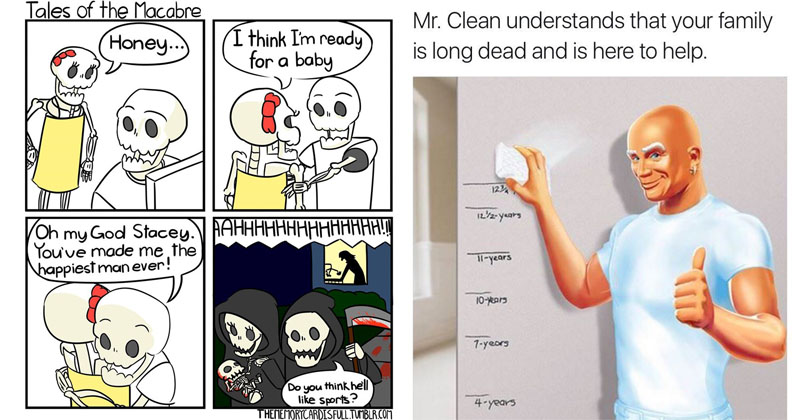 Tales of the Macabre
Honey...
I think I'm ready
for a baby
Oh my God Stacey.
You've made me the
happiest man ever!
AAHHHHHHHHHHHHHHH!!!
Do you think he'll
like sports?
THEMEMORYCARDISFULL.TUMBLR.COM
Mr. Clean understands that your family
is long dead and is here to help.
12¾
12½-years
11-years
10-years
7-years
4-years